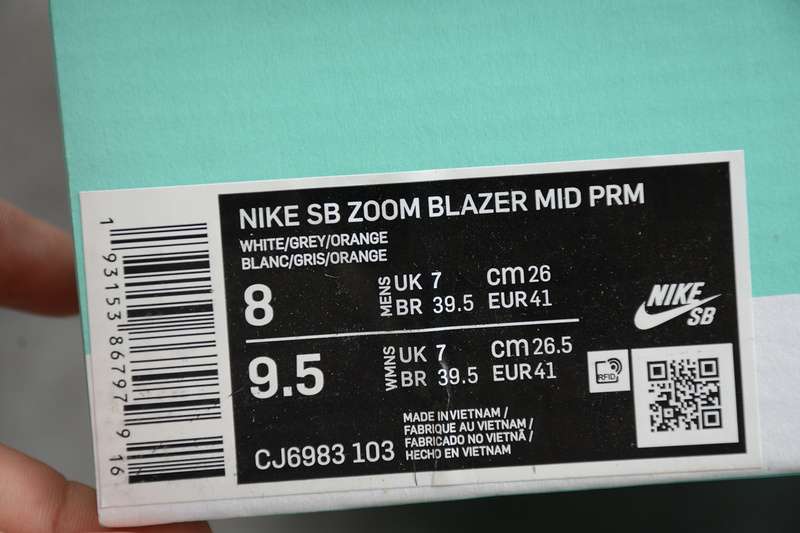 NIKE SB ZOOM BLAZER MID PRM
WHITE/GREY/ORANGE
BLANC/GRIS/ORANGE
8 MENS UK 7 cm 26
BR 39.5 EUR 41
9.5 WMNS UK 7 cm 26.5
BR 39.5 EUR 41
MADE IN VIETNAM /
FABRIQUE AU VIETNAM /
FABRICADO NO VIETNÃ /
HECHO EN VIETNAM
CJ6983 103
NIKE
SB
RFID
1 93153 86797 9 16